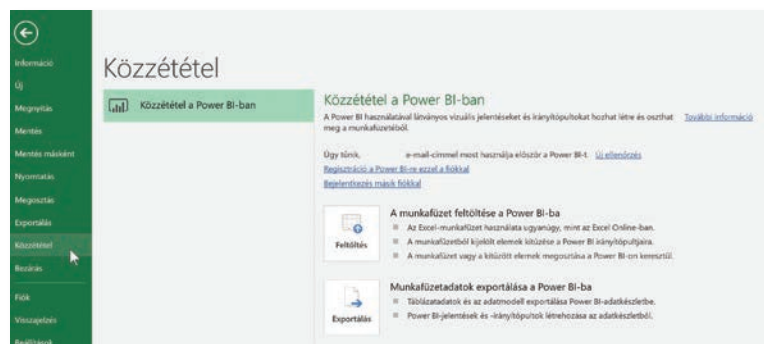 Információ
Új
Megnyitás
Mentés
Mentés másként
Nyomtatás
Megosztás
Exportálás
Közzététel
Bezárás
Fiók
Visszajelzés
Beállítások
Közzététel
Közzététel a Power BI-ban
Közzététel a Power BI-ban
A Power BI használatával látványos vizuális jelentéseket és irányítópultokat hozhat létre és oszthat További információ
meg a munkafüzetéből.
Úgy tűnik, e-mail-címmel most használja először a Power BI-t. Új ellenőrzés
Regisztráció a Power BI-re ezzel a fiókkal
Bejelentkezés másik fiókkal
Feltöltés
A munkafüzet feltöltése a Power BI-ba
Az Excel-munkafüzet használata ugyanúgy, mint az Excel Online-ban.
A munkafüzetből kijelölt elemek kitűzése a Power BI irányítópultjaira.
A munkafüzet vagy a kitűzött elemek megosztása a Power BI-on keresztül.
Exportálás
Munkafüzetadatok exportálása a Power BI-ba
Táblázatadatok és az adatmodell exportálása Power BI-adatkészletbe.
Power BI-jelentések és -irányítópultok létrehozása az adatkészletből.